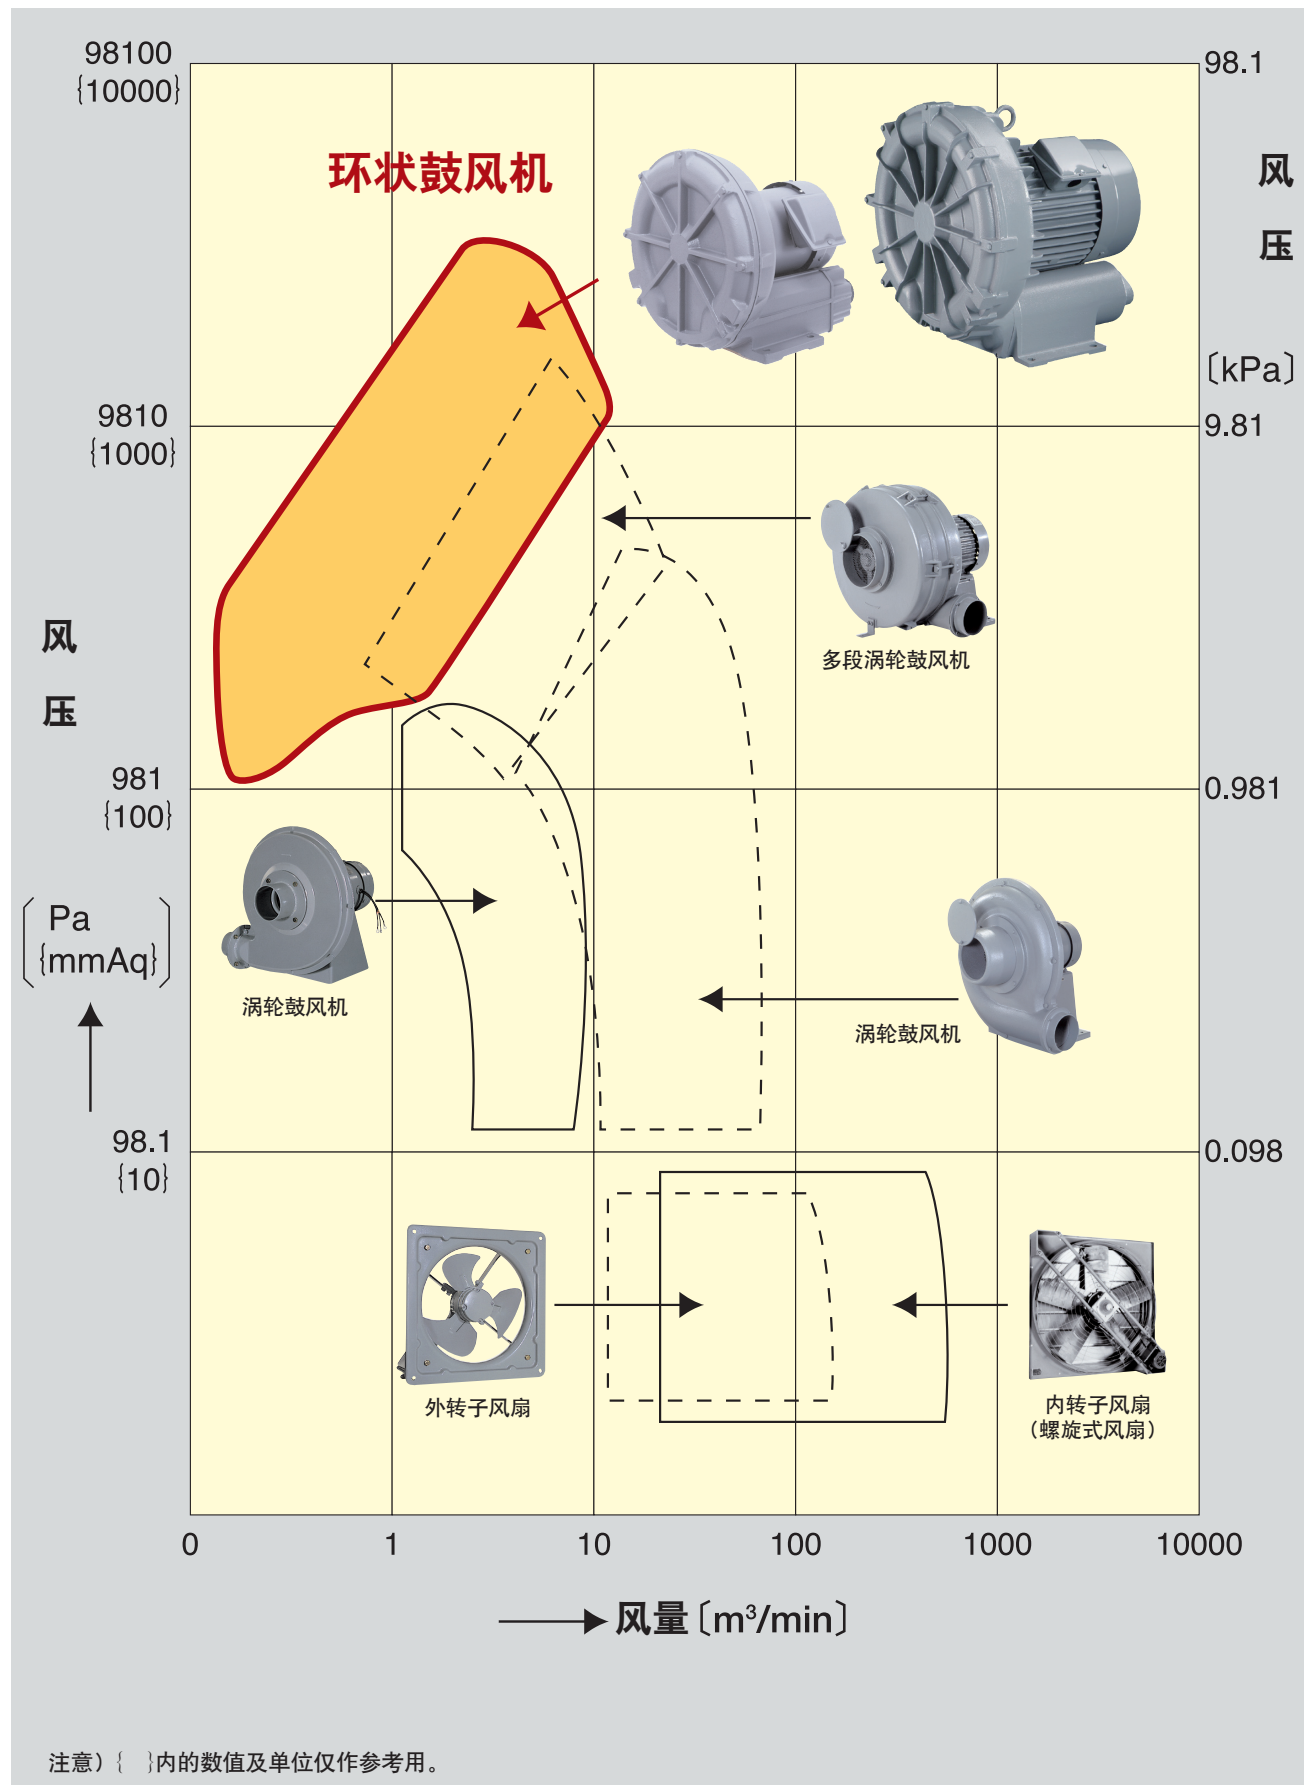 98100
{10000}
98.1
环状鼓风机
风
压
〔kPa〕
9810
{1000}
9.81
多段涡轮鼓风机
风
压
981
{100}
0.981
〔Pa
{mmAq}〕
涡轮鼓风机
涡轮鼓风机
98.1
{10}
0.098
外转子风扇
内转子风扇
（螺旋式风扇）
0 1 10 100 1000 10000
风量〔m³/min〕
注意）{ }内的数值及单位仅作参考用。